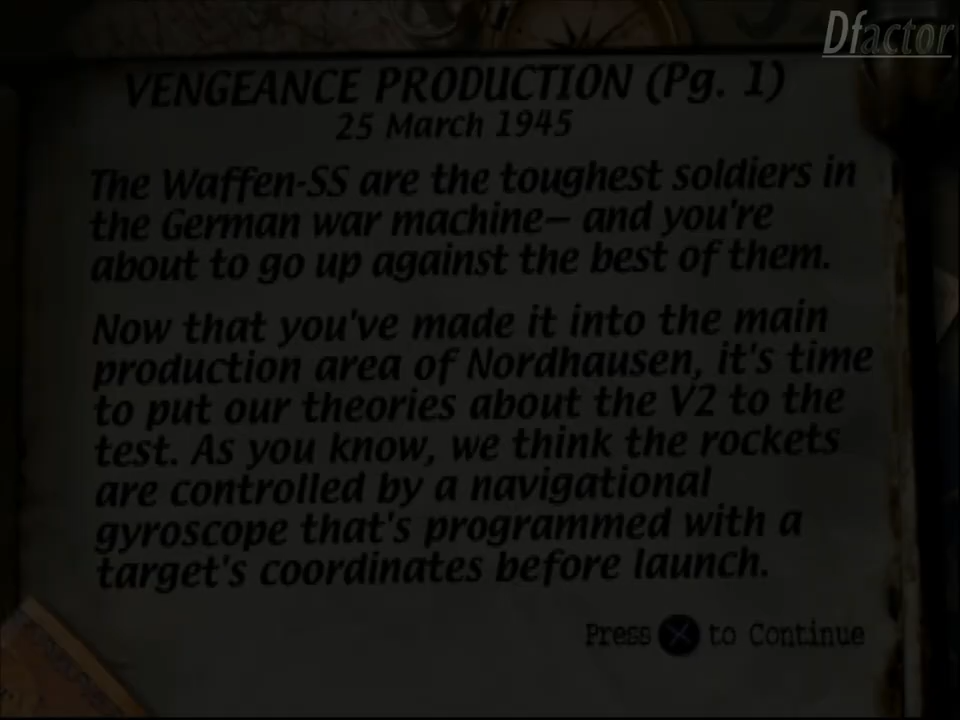 Dfactor
VENGEANCE PRODUCTION (Pg. 1)
25 March 1945
The Waffen-SS are the toughest soldiers in
the German war machine— and you're
about to go up against the best of them.
Now that you've made it into the main
production area of Nordhausen, it's time
to put our theories about the V2 to the
test. As you know, we think the rockets
are controlled by a navigational
gyroscope that's programmed with a
target's coordinates before launch.
Press X to Continue